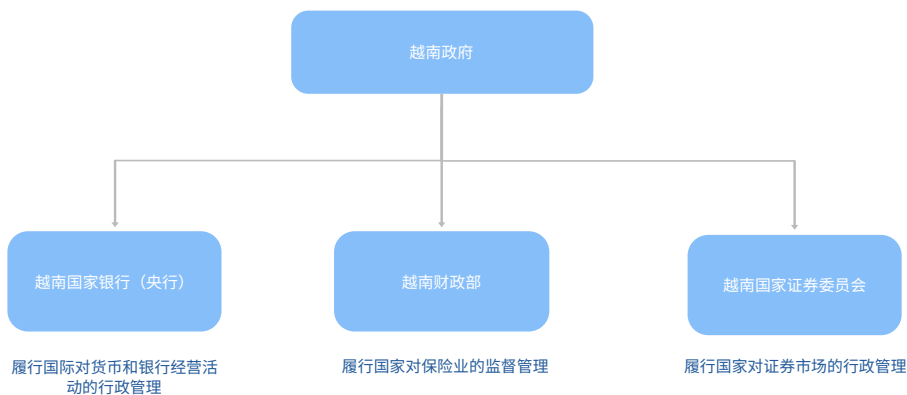 越南政府
越南国家银行（央行）
越南财政部
越南国家证券委员会
履行国际对货币和银行经营活
动的行政管理
履行国家对保险业的监督管理
履行国家对证券市场的行政管理